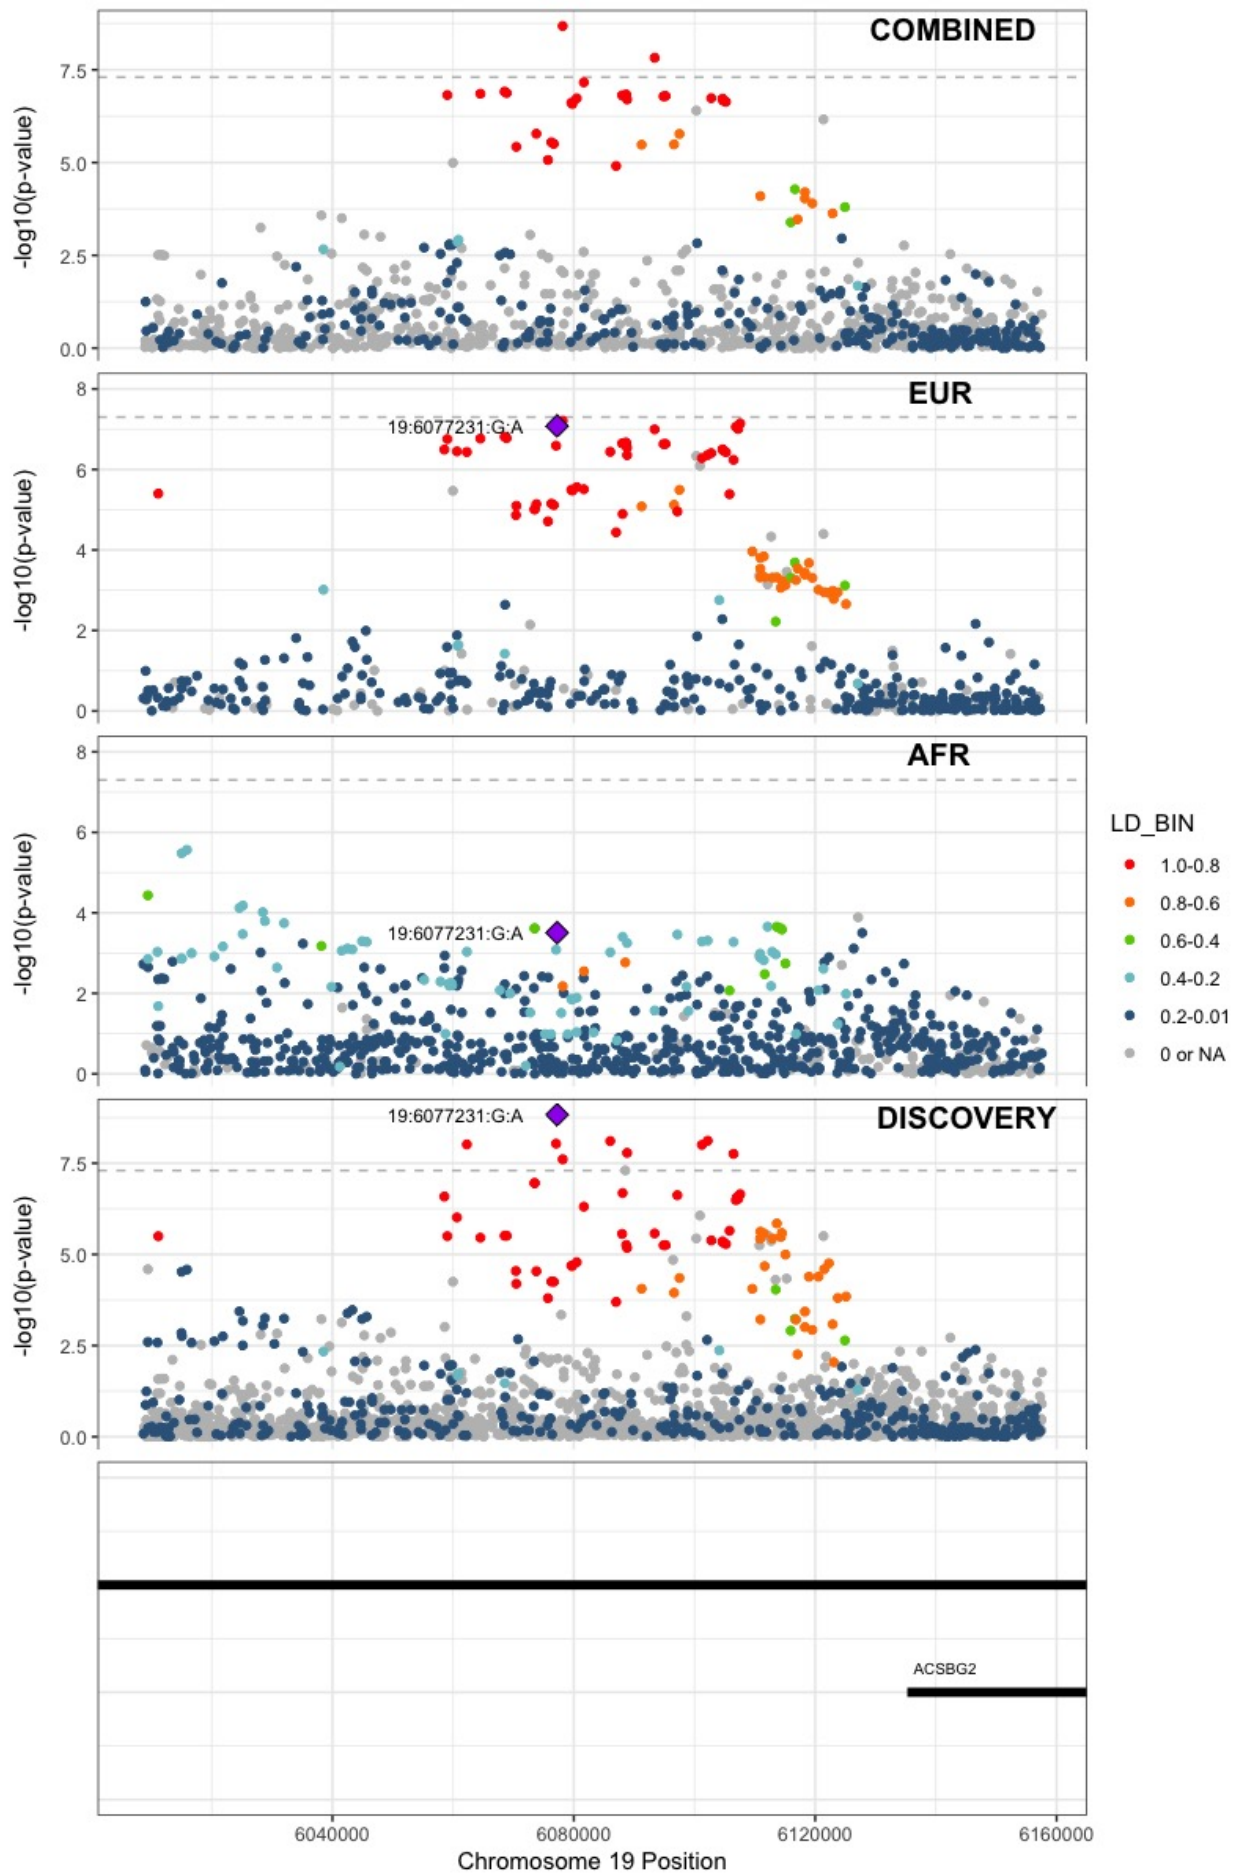 COMBINED
7.5
5.0
2.5
0.0
-log10(p-value)
EUR
19:6077231:G:A
8
6
4
2
0
-log10(p-value)
AFR
19:6077231:G:A
8
6
4
2
0
-log10(p-value)
LD_BIN
1.0-0.8
0.8-0.6
0.6-0.4
0.4-0.2
0.2-0.01
0 or NA
DISCOVERY
19:6077231:G:A
7.5
5.0
2.5
0.0
-log10(p-value)
ACSBG2
6040000 6080000 6120000 6160000
Chromosome 19 Position